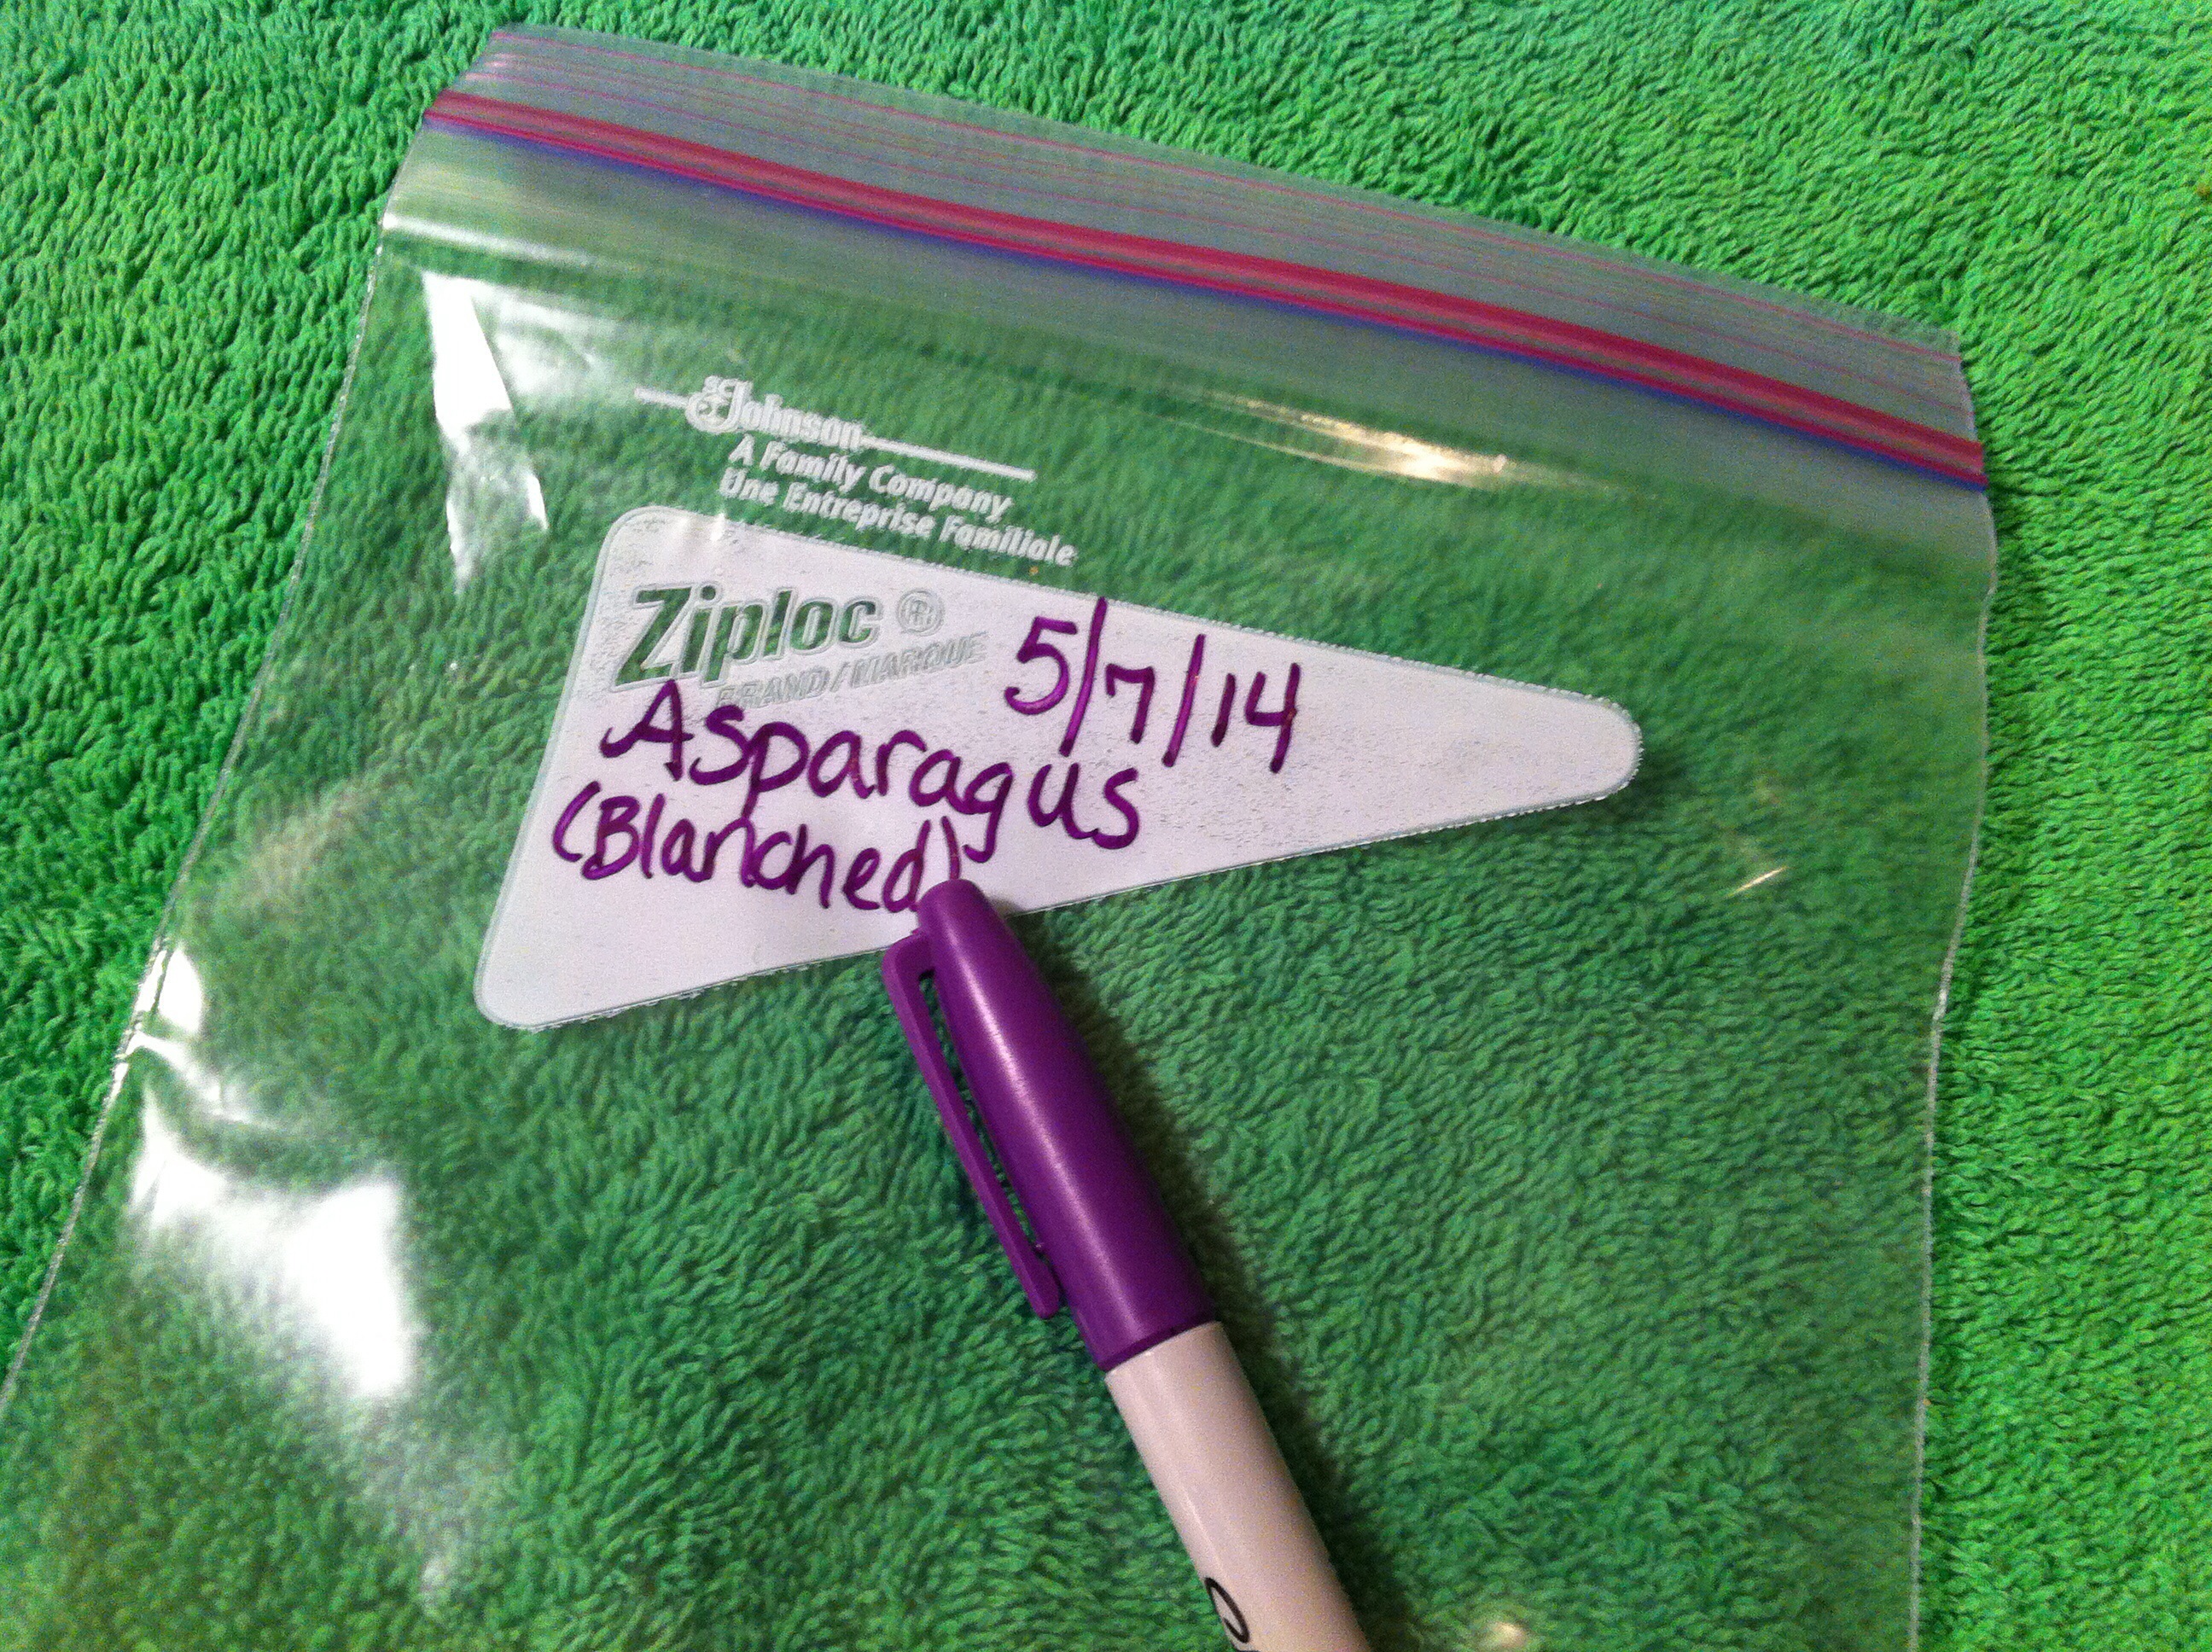 SC Johnson
A Family Company
Une Entreprise Familiale
Ziploc ®
BRAND/MARQUE
5/7/14
Asparagus
(Blanched)